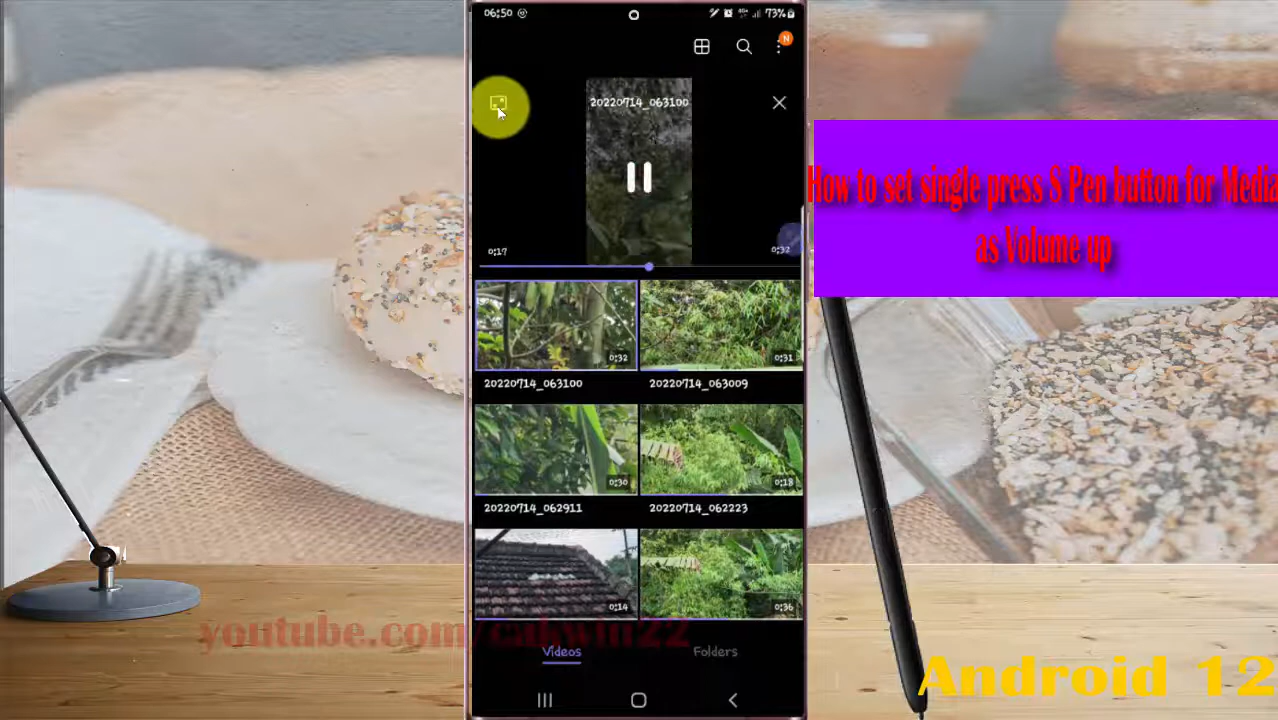 06:50
73%
N
20220714_063100
0:17
0:32
How to set single press S Pen button for Media
as Volume up
0:32
0:31
20220714_063100
20220714_063009
0:30
0:18
20220714_062911
20220714_062223
0:14
0:36
youtube.com/cakwin22
Videos
Folders
Android 12